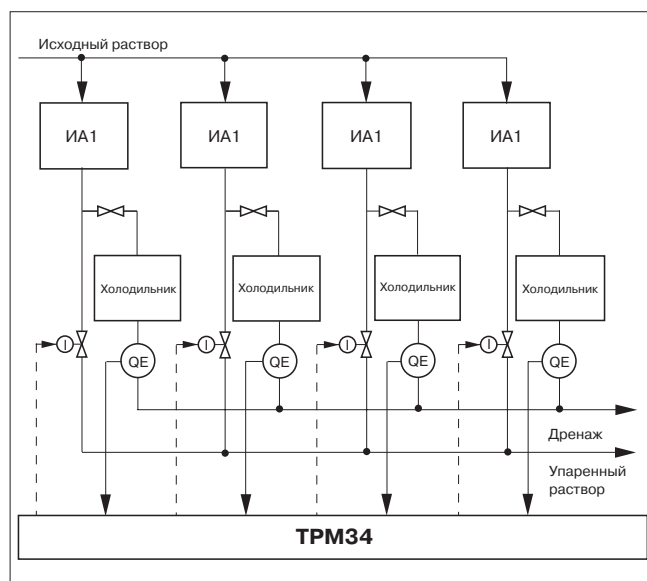 Исходный раствор
ИА1 ИА1 ИА1 ИА1
Холодильник Холодильник Холодильник Холодильник
I QE I QE I QE I QE
Дренаж
Упаренный
раствор
ТРМ34